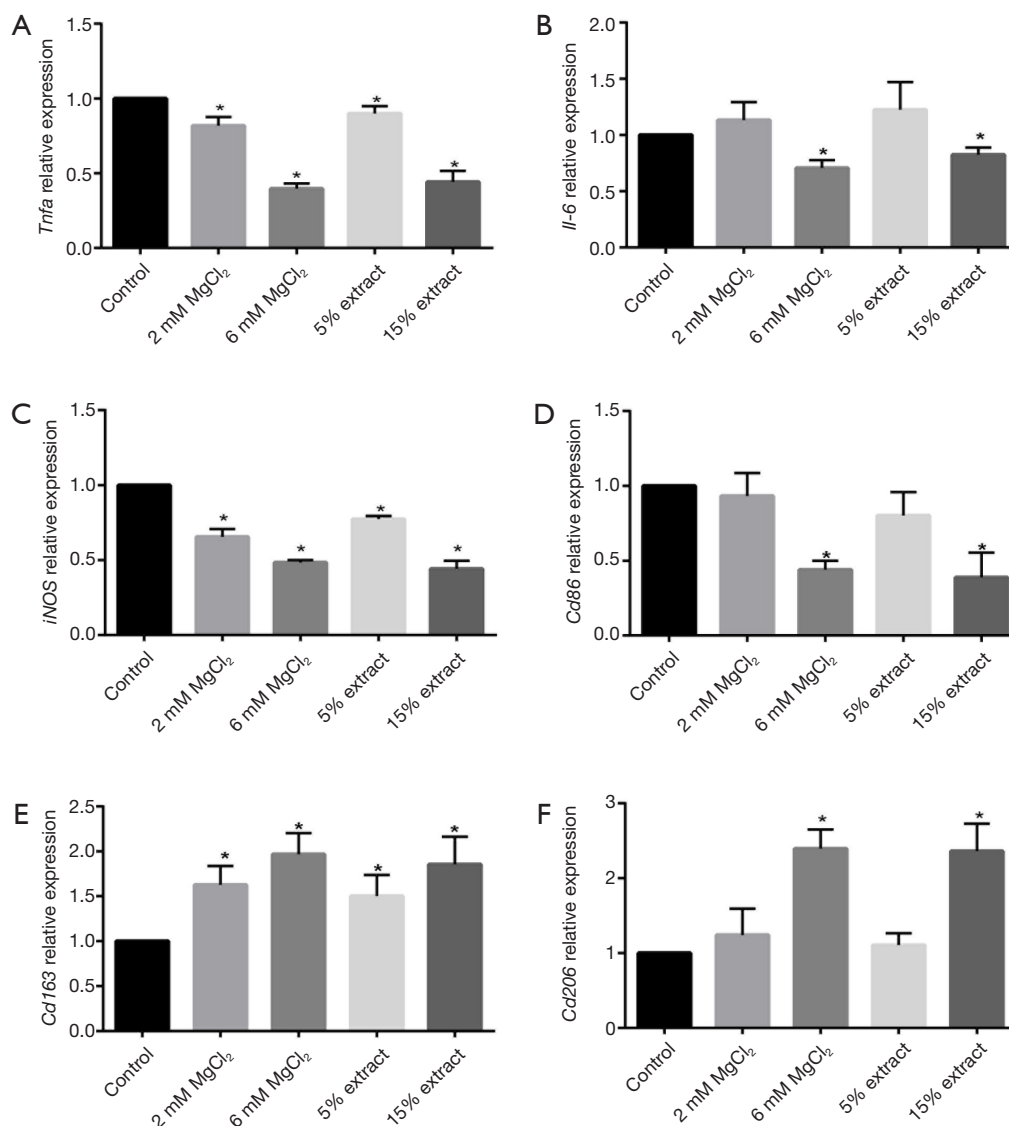 A
Tnfa relative expression
1.5
1.0
0.5
0.0
*
*
*
*
Control
2 mM MgCl₂
6 mM MgCl₂
5% extract
15% extract
B
Il-6 relative expression
2.0
1.5
1.0
0.5
0.0
*
*
Control
2 mM MgCl₂
6 mM MgCl₂
5% extract
15% extract
C
iNOS relative expression
1.5
1.0
0.5
0.0
*
*
*
*
Control
2 mM MgCl₂
6 mM MgCl₂
5% extract
15% extract
D
Cd86 relative expression
1.5
1.0
0.5
0.0
*
*
Control
2 mM MgCl₂
6 mM MgCl₂
5% extract
15% extract
E
Cd163 relative expression
2.5
2.0
1.5
1.0
0.5
0.0
*
*
*
*
Control
2 mM MgCl₂
6 mM MgCl₂
5% extract
15% extract
F
Cd206 relative expression
3
2
1
0
*
*
Control
2 mM MgCl₂
6 mM MgCl₂
5% extract
15% extract